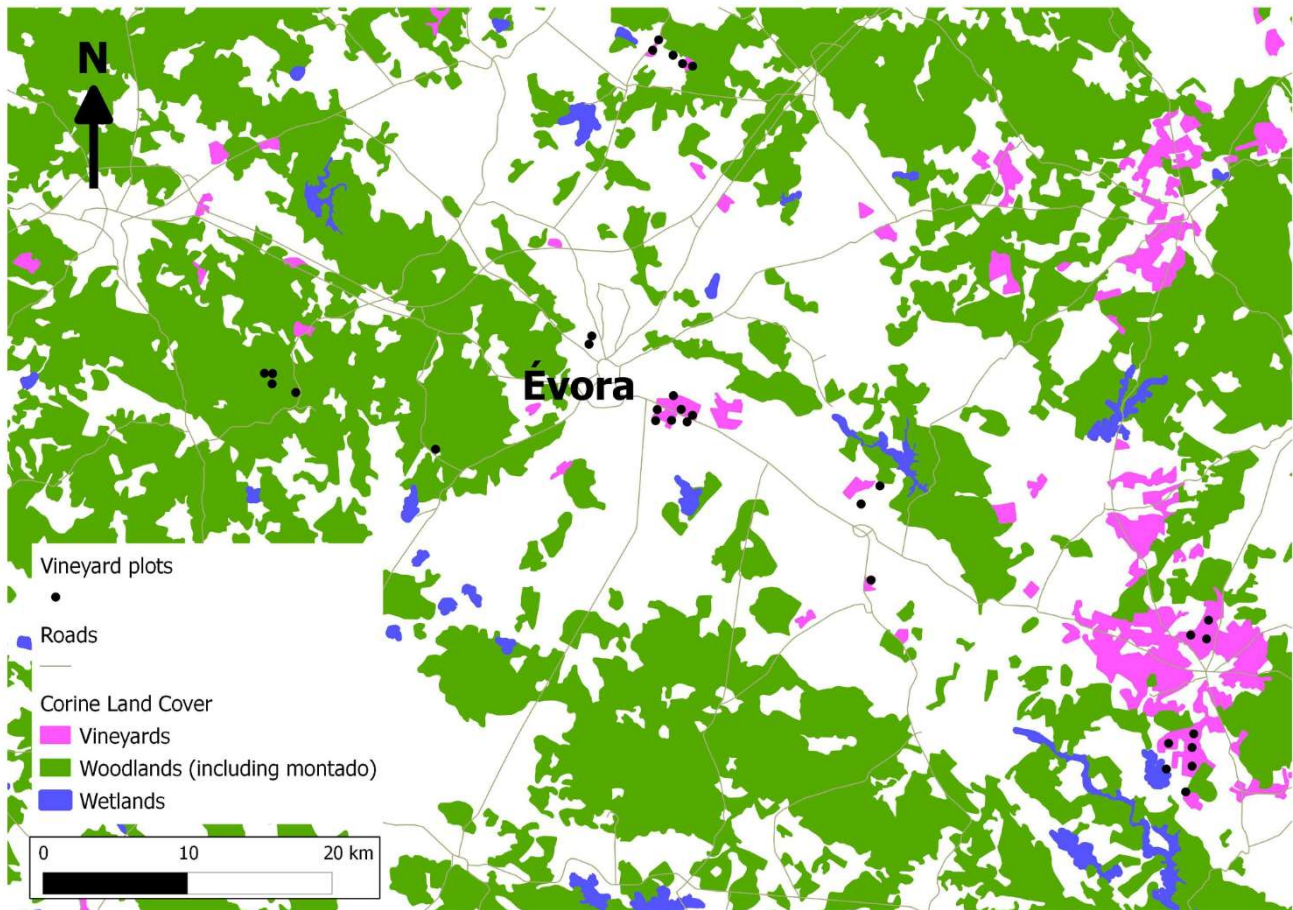 N
Évora
Vineyard plots
Roads
Corine Land Cover
Vineyards
Woodlands (including montado)
Wetlands
0 10 20 km